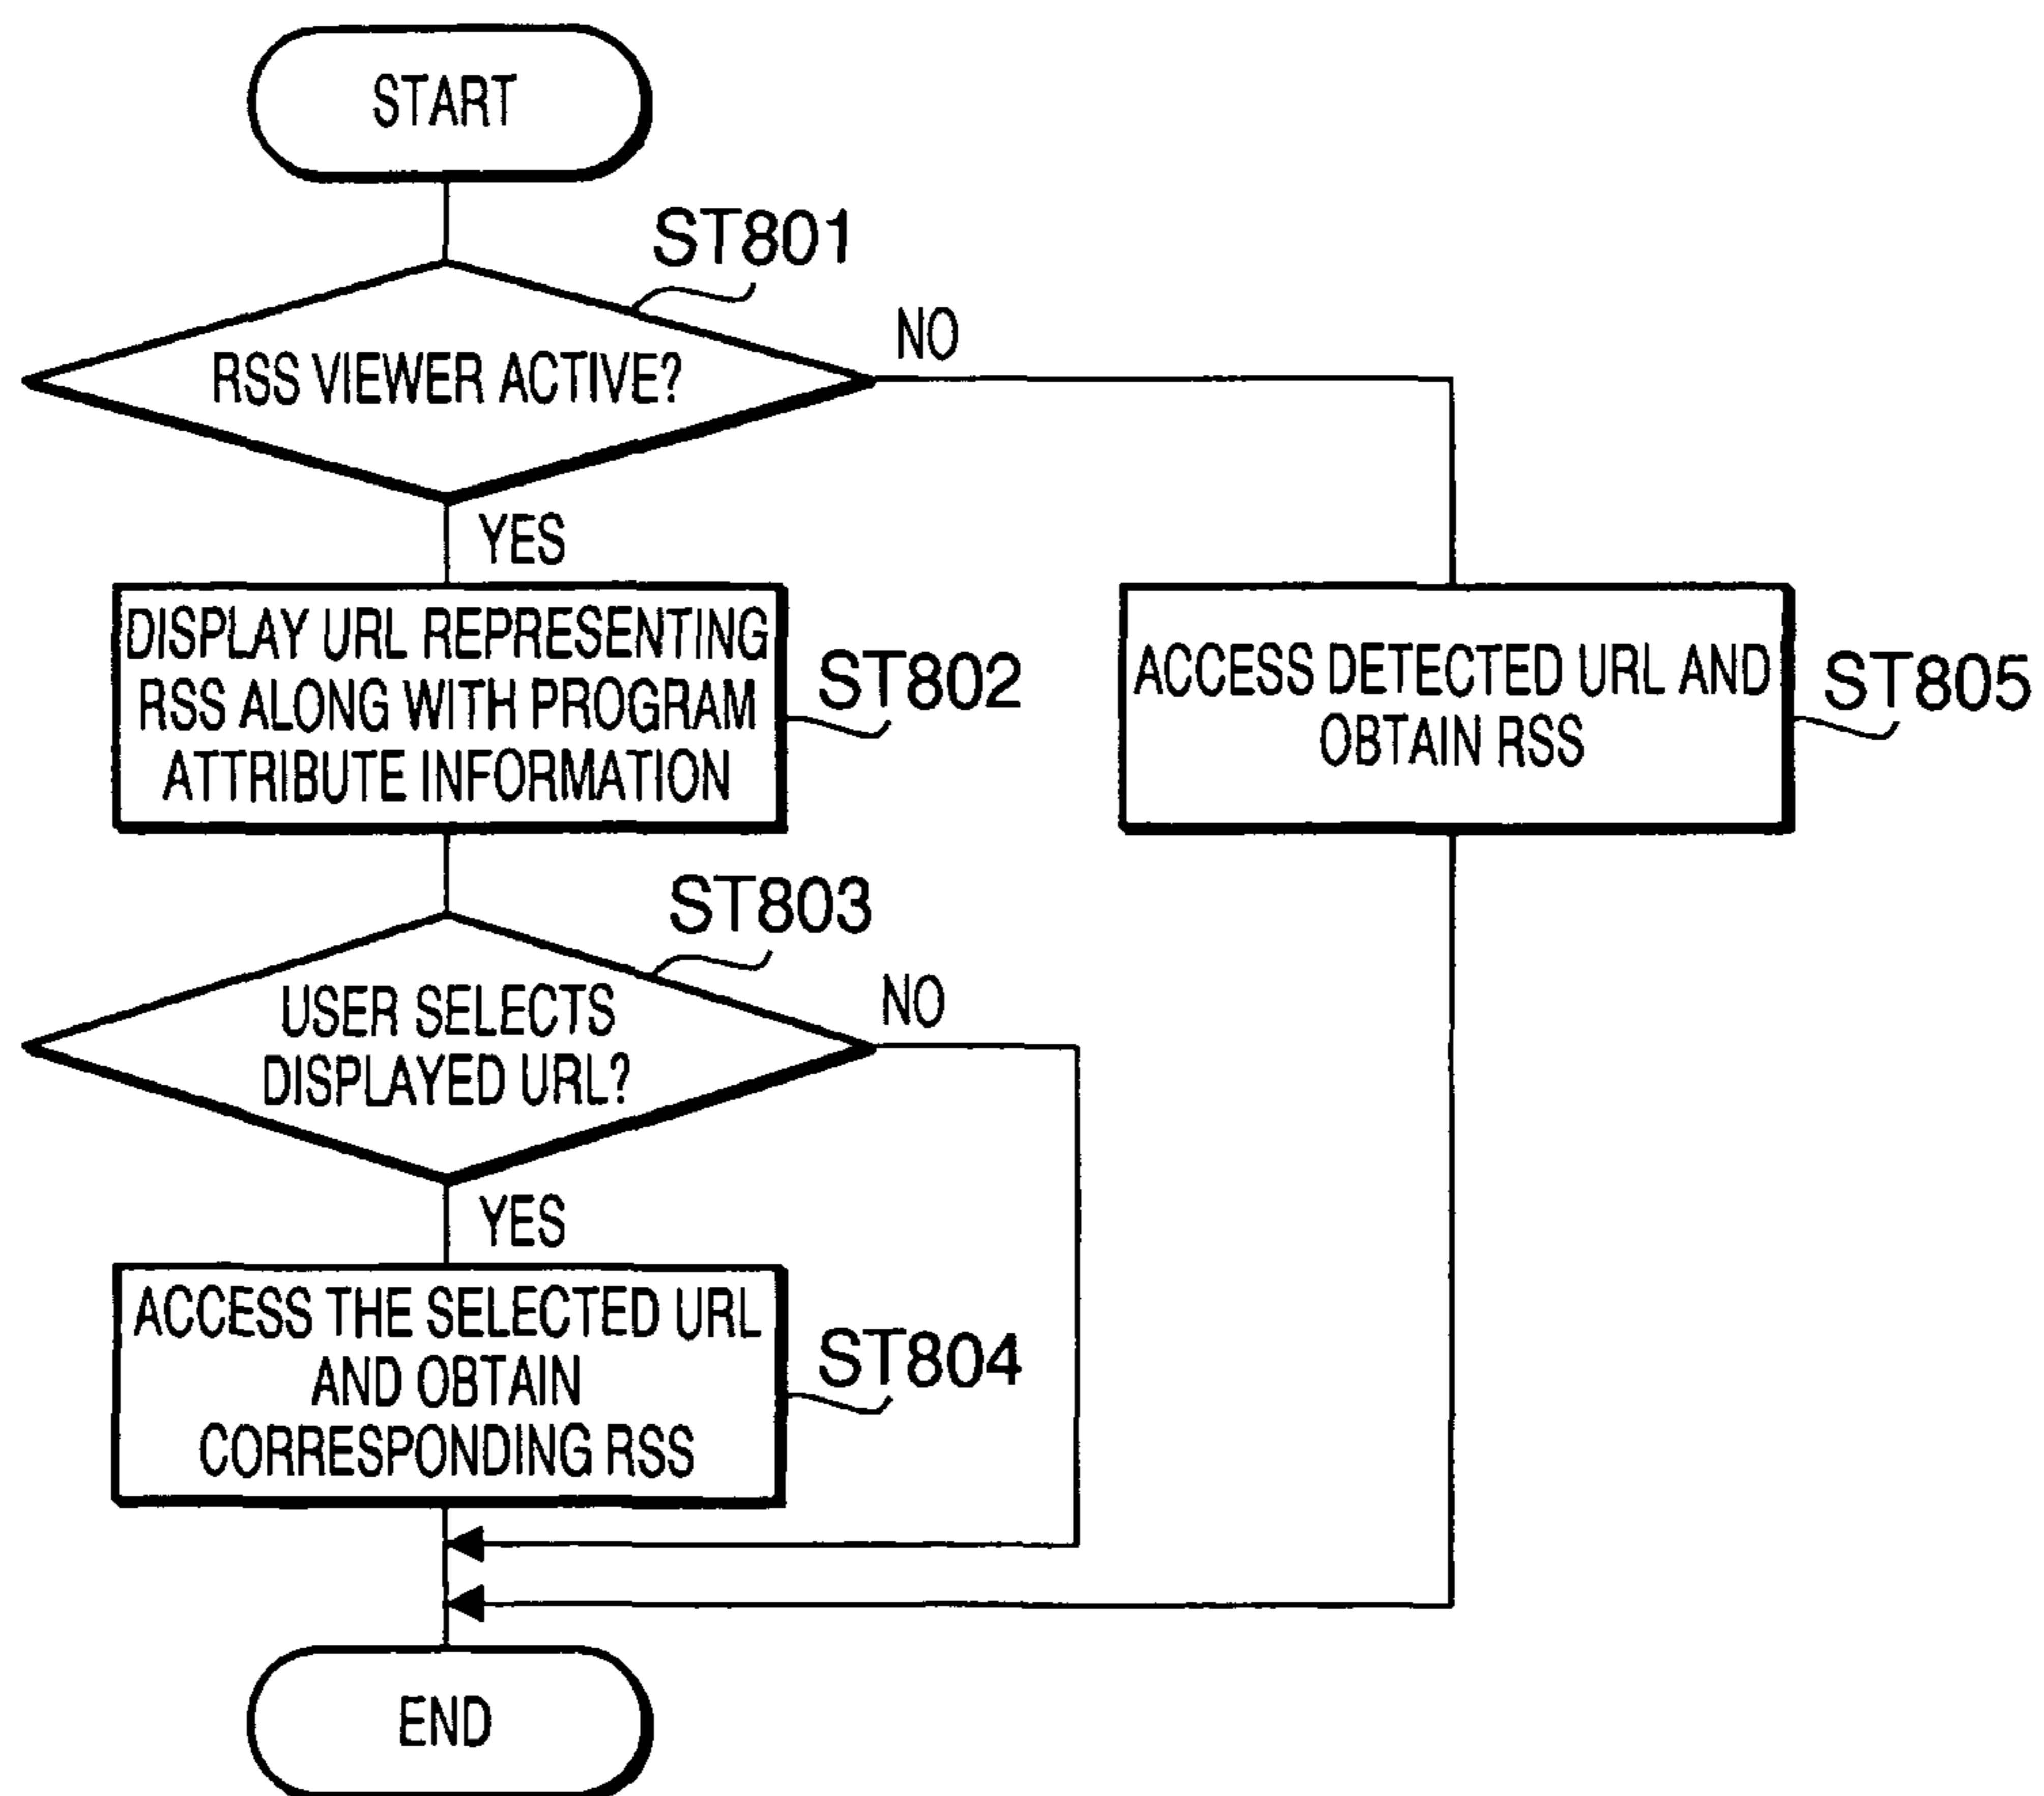 START
ST801
RSS VIEWER ACTIVE?
NO
YES
DISPLAY URL REPRESENTING
RSS ALONG WITH PROGRAM
ATTRIBUTE INFORMATION
ST802
ACCESS DETECTED URL AND
OBTAIN RSS
ST805
ST803
USER SELECTS
DISPLAYED URL?
NO
YES
ACCESS THE SELECTED URL
AND OBTAIN
CORRESPONDING RSS
ST804
END